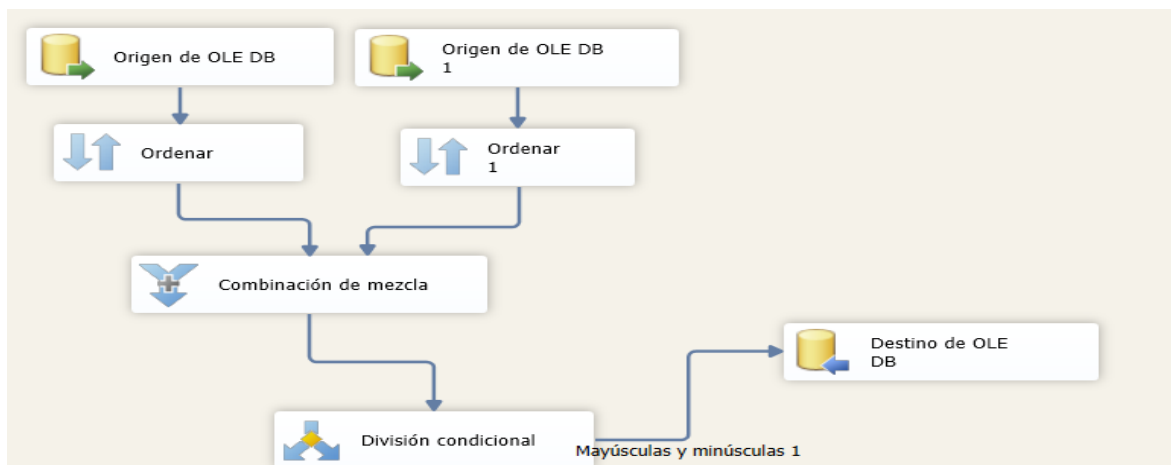 Origen de OLE DB
Origen de OLE DB
1
Ordenar
Ordenar
1
Combinación de mezcla
Destino de OLE
DB
División condicional
Mayúsculas y minúsculas 1